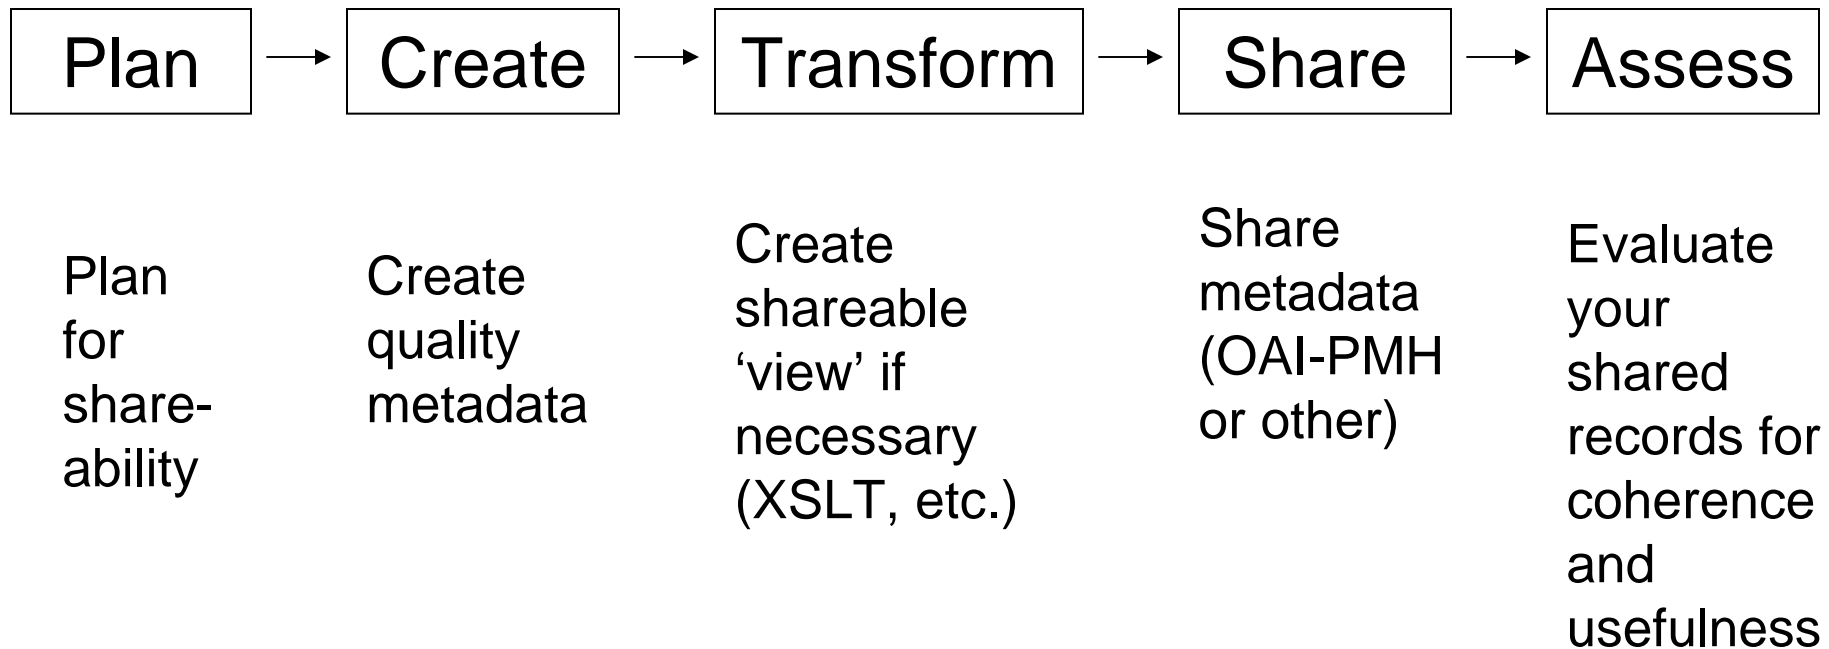 Plan
Create
Transform
Share
Assess
Plan
for
share-
ability
Create
quality
metadata
Create
shareable
‘view’ if
necessary
(XSLT, etc.)
Share
metadata
(OAI-PMH
or other)
Evaluate
your
shared
records for
coherence
and
usefulness